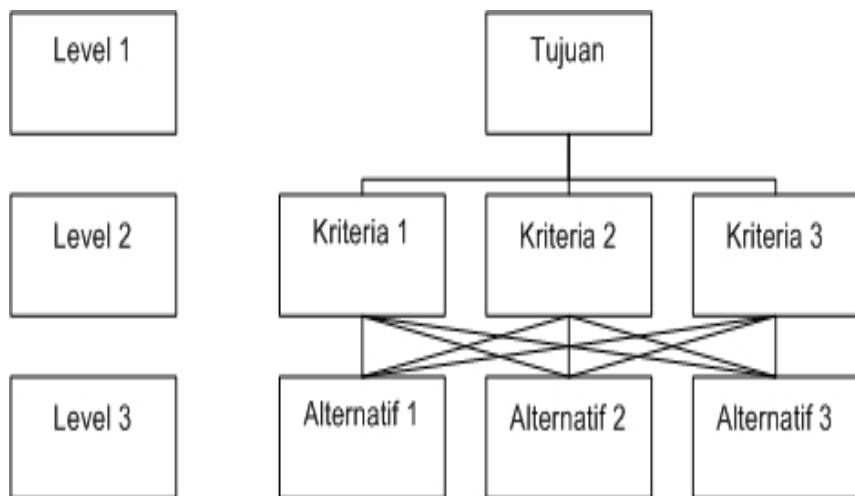 Level 1
Tujuan
Level 2
Kriteria 1
Kriteria 2
Kriteria 3
Level 3
Alternatif 1
Alternatif 2
Alternatif 3